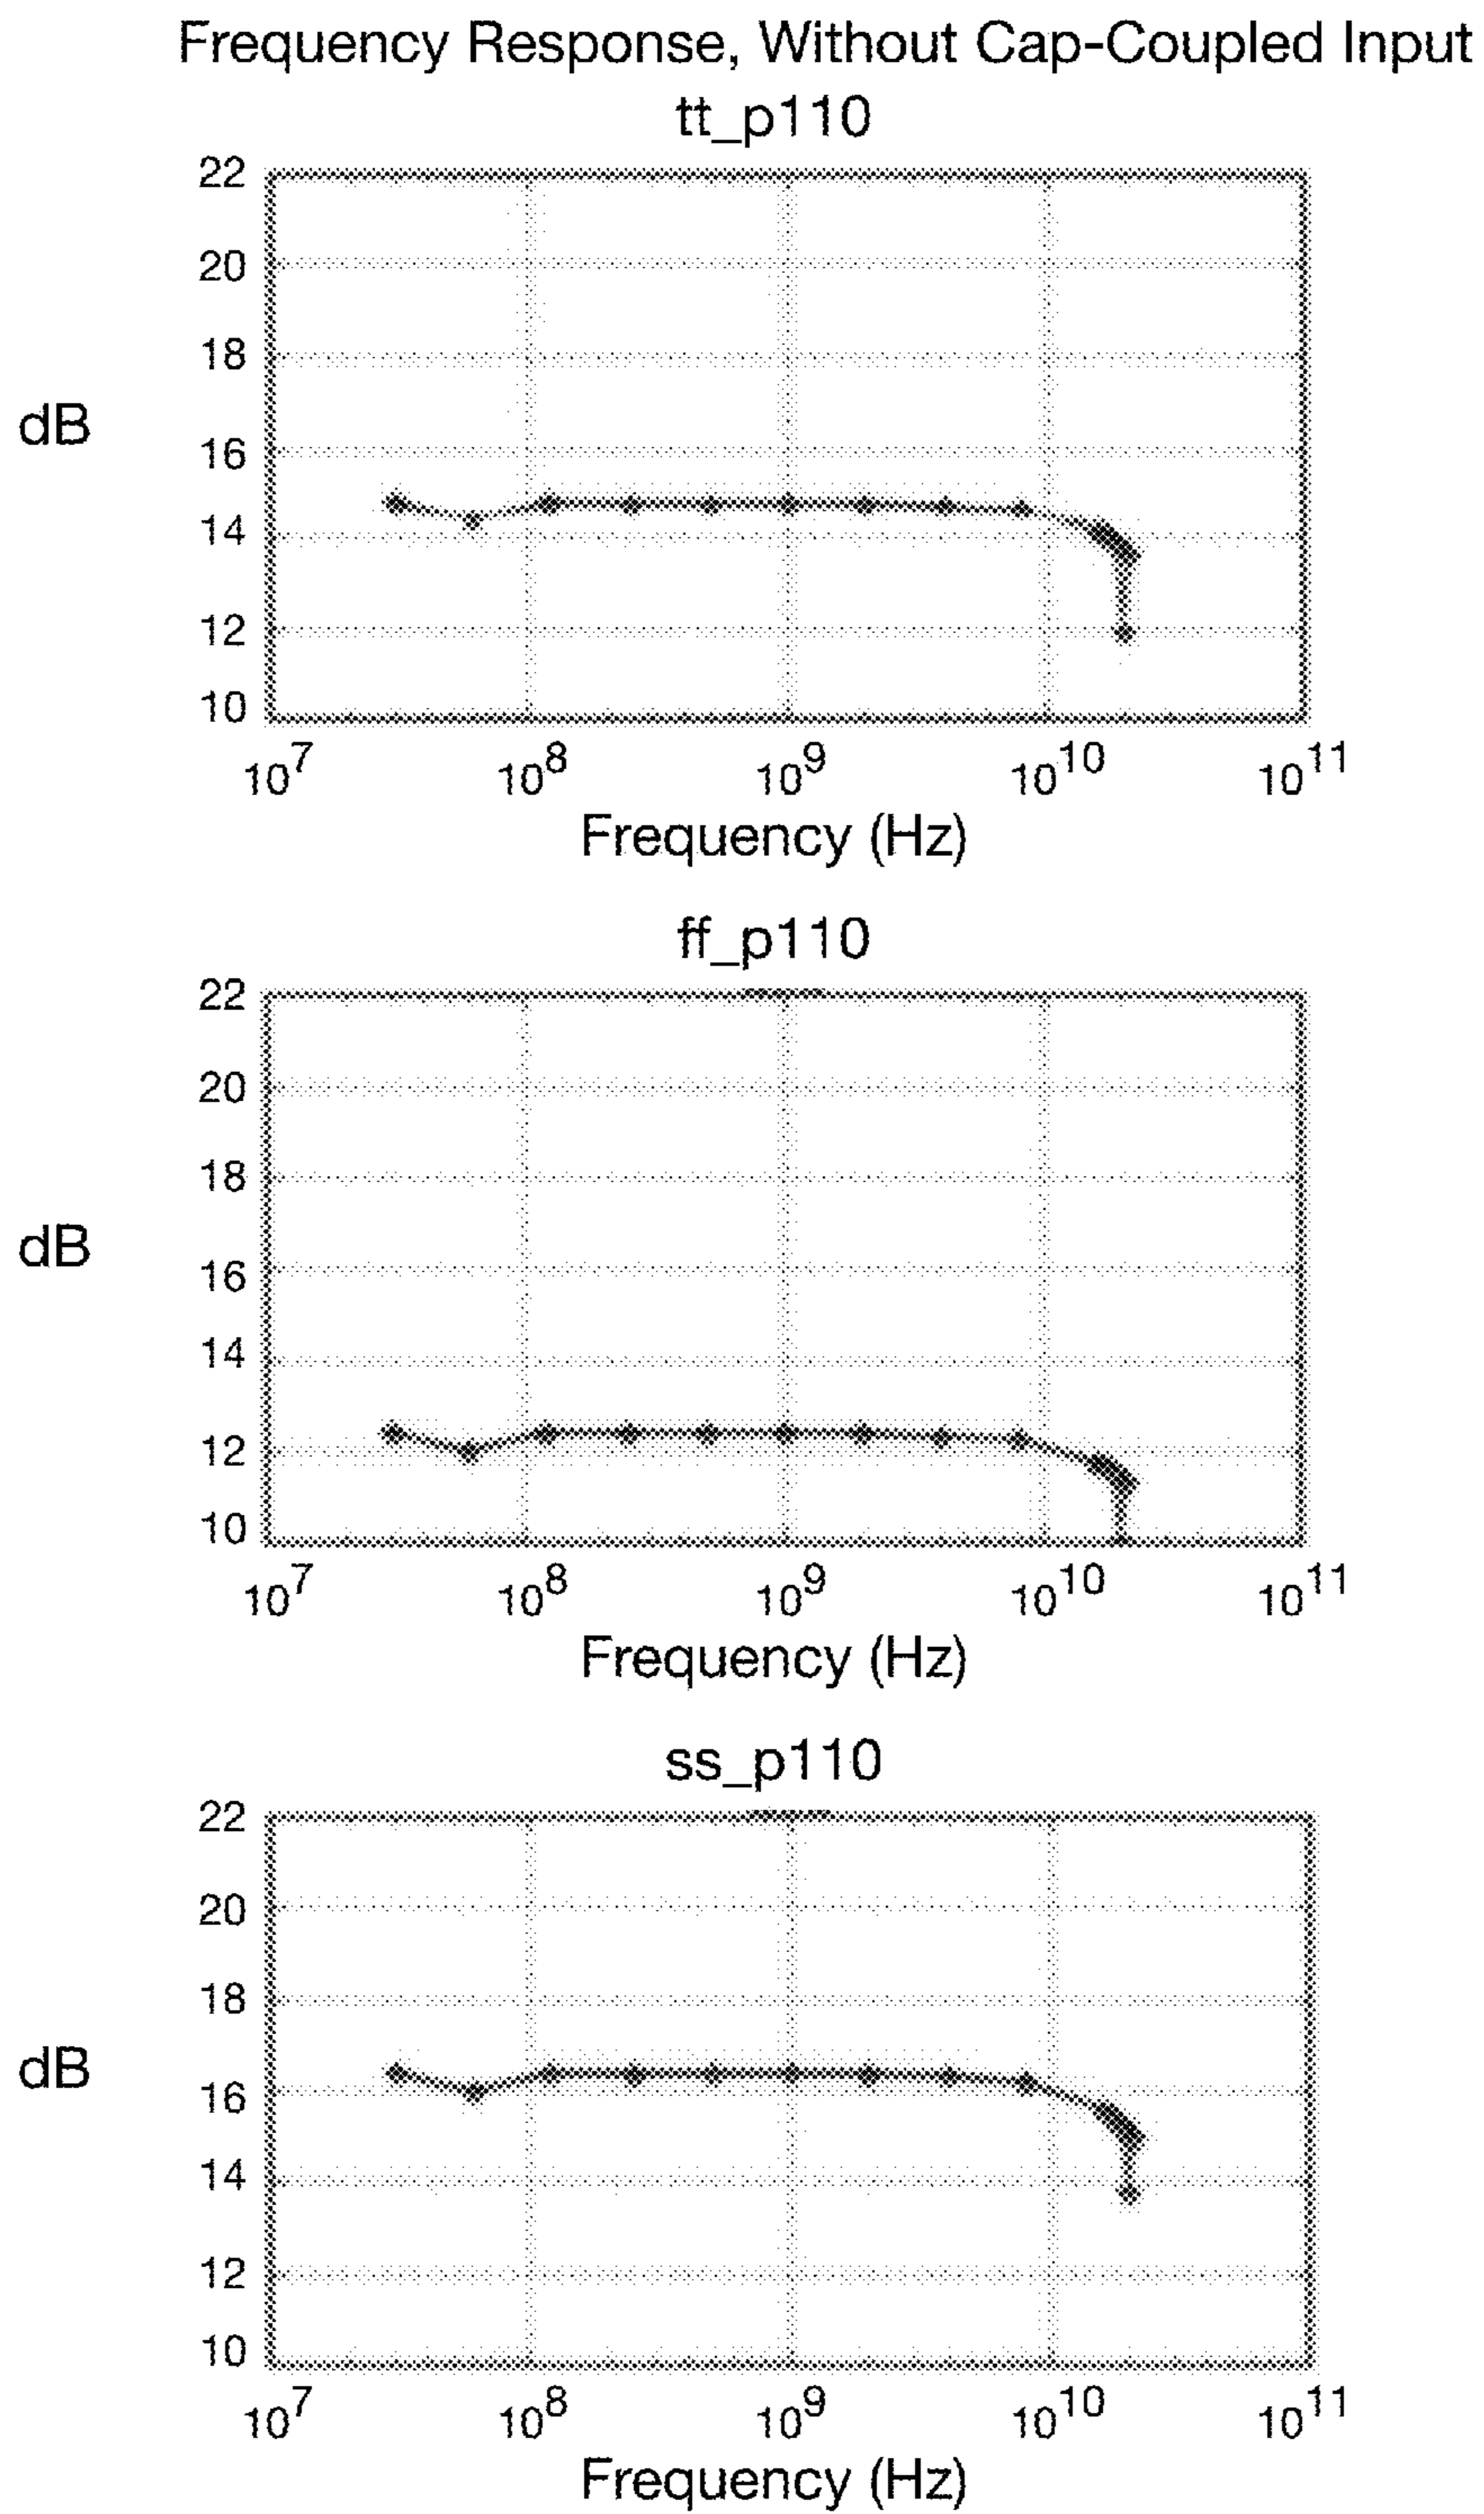 Frequency Response, Without Cap-Coupled Input
tt_p110
22
20
18
dB
16
14
12
10
10^7 10^8 10^9 10^10 10^11
Frequency (Hz)
ff_p110
22
20
18
dB
16
14
12
10
10^7 10^8 10^9 10^10 10^11
Frequency (Hz)
ss_p110
22
20
18
dB
16
14
12
10
10^7 10^8 10^9 10^10 10^11
Frequency (Hz)